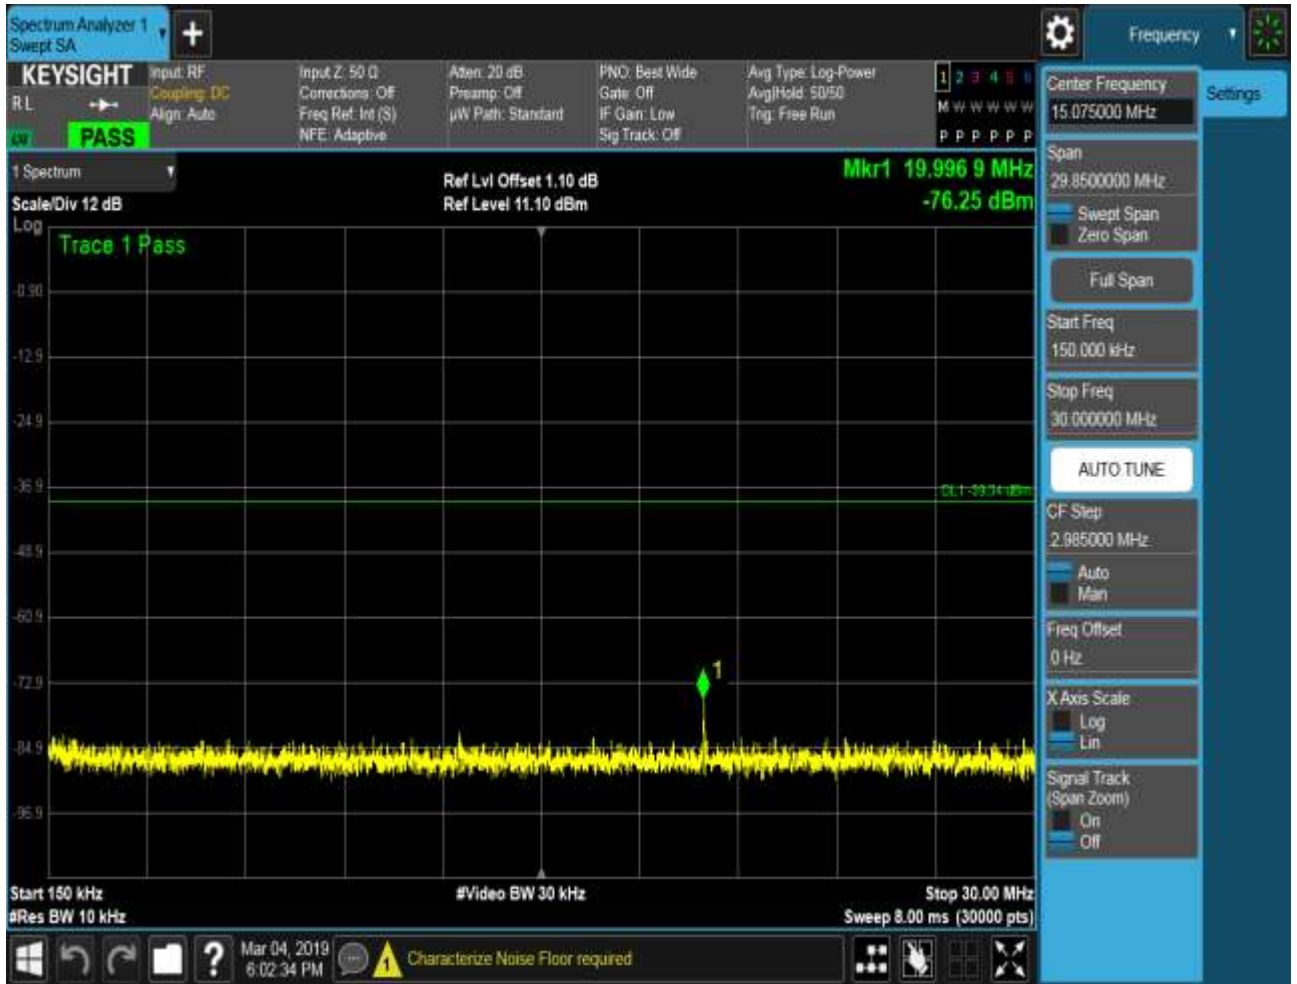 Spectrum Analyzer 1
Swept SA
+
Frequency
KEYSIGHT
R L
PASS
Input: RF
Coupling: DC
Align: Auto
Input Z: 50 Ω
Corrections: Off
Freq Ref: Int (S)
NFE: Adaptive
Atten: 20 dB
Preamp: Off
µW Path: Standard
PNO: Best Wide
Gate: Off
IF Gain: Low
Sig Track: Off
Avg Type: Log-Power
Avg|Hold: 50/50
Trig: Free Run
1 2 3 4 5 6
M W W W W W
P P P P P P
1 Spectrum
Scale/Div 12 dB
Log
Ref Lvl Offset 1.10 dB
Ref Level 11.10 dBm
Mkr1 19.996 9 MHz
-76.25 dBm
Trace 1 Pass
-0.90
-12.9
-24.9
-36.9
DL1 -39.34 dBm
-48.9
-60.9
1
-72.9
-84.9
-96.9
Start 150 kHz
#Res BW 10 kHz
#Video BW 30 kHz
Stop 30.00 MHz
Sweep 8.00 ms (30000 pts)
Center Frequency
15.075000 MHz
Settings
Span
29.8500000 MHz
Swept Span
Zero Span
Full Span
Start Freq
150.000 kHz
Stop Freq
30.000000 MHz
AUTO TUNE
CF Step
2.985000 MHz
Auto
Man
Freq Offset
0 Hz
X Axis Scale
Log
Lin
Signal Track
(Span Zoom)
On
Off
?
Mar 04, 2019
6:02:34 PM
1
Characterize Noise Floor required